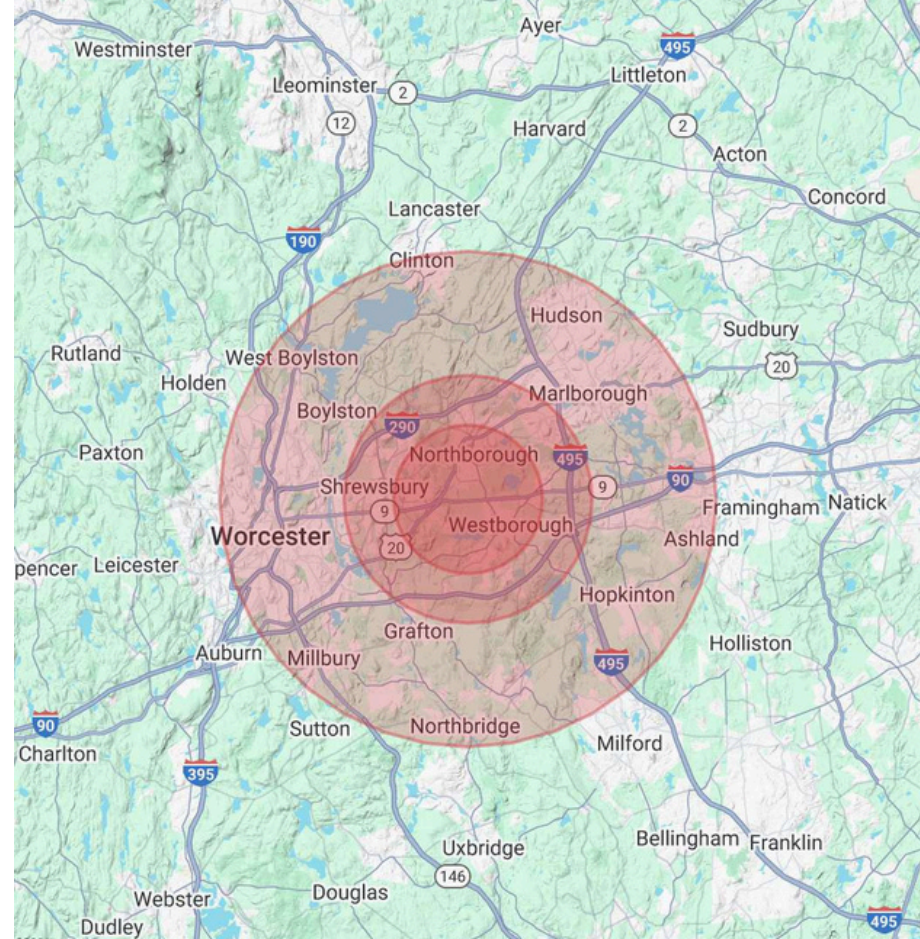 Ayer
495
Westminster
Littleton
Leominster
2
12
Harvard
2
Acton
Concord
Lancaster
190
Clinton
Hudson
Sudbury
Rutland
West Boylston
20
Holden
Marlborough
Boylston
290
Paxton
Northborough
495
Shrewsbury
9
90
9
Framingham
Natick
Westborough
Worcester
Ashland
20
pencer
Leicester
Hopkinton
Grafton
Holliston
Auburn
Millbury
495
90
Sutton
Northbridge
Milford
Charlton
395
Bellingham
Franklin
Uxbridge
146
Webster
Douglas
495
Dudley